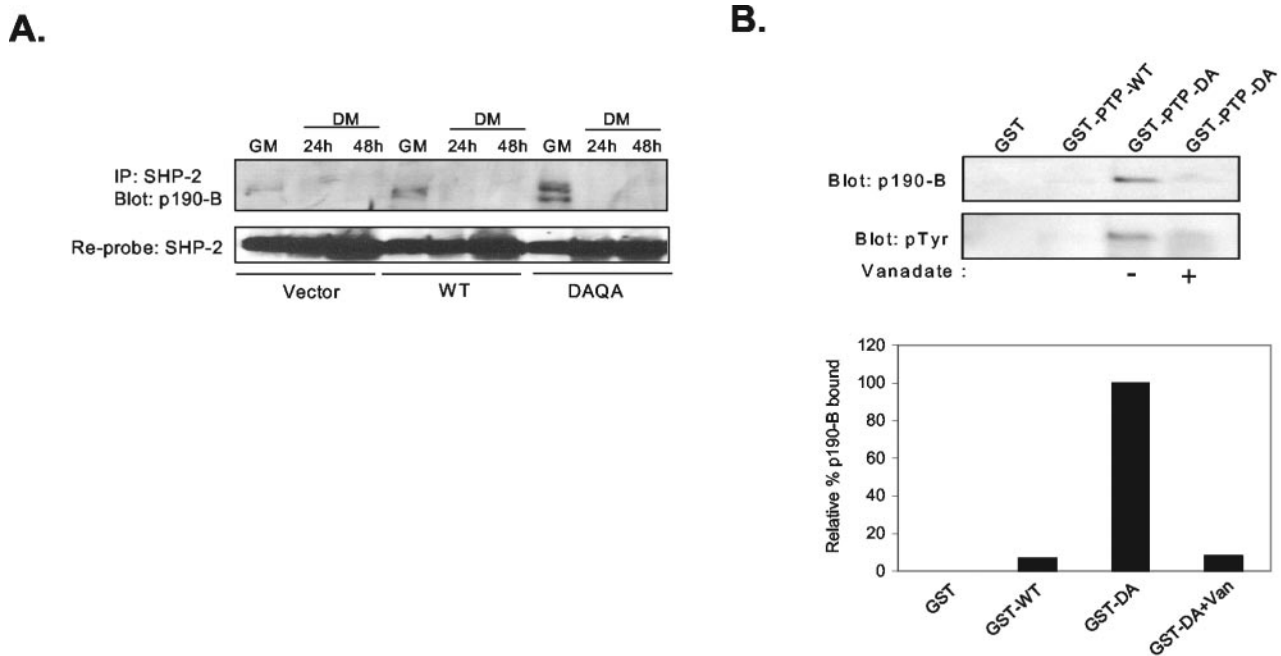 A.
DM DM DM
GM 24h 48h GM 24h 48h GM 24h 48h
IP: SHP-2
Blot: p190-B
Re-probe: SHP-2
Vector WT DAQA
B.
GST GST-PTP-WT GST-PTP-DA GST-PTP-DA
Blot: p190-B
Blot: pTyr
Vanadate : - +
Relative % p190-B bound
120
100
80
60
40
20
0
GST GST-WT GST-DA GST-DA+Van